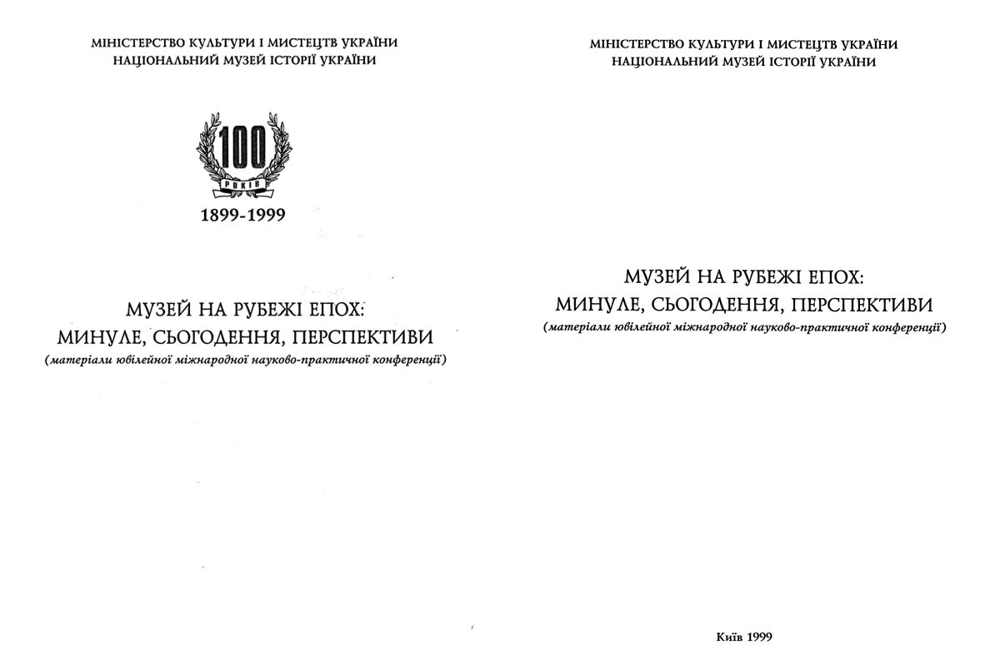 МІНІСТЕРСТВО КУЛЬТУРИ І МИСТЕЦТВ УКРАЇНИ
НАЦІОНАЛЬНИЙ МУЗЕЙ ІСТОРІЇ УКРАЇНИ
100
РОКІВ
1899-1999
МУЗЕЙ НА РУБЕЖІ ЕПОХ:
МИНУЛЕ, СЬОГОДЕННЯ, ПЕРСПЕКТИВИ
(матеріали ювілейної міжнародної науково-практичної конференції)
МІНІСТЕРСТВО КУЛЬТУРИ І МИСТЕЦТВ УКРАЇНИ
НАЦІОНАЛЬНИЙ МУЗЕЙ ІСТОРІЇ УКРАЇНИ
МУЗЕЙ НА РУБЕЖІ ЕПОХ:
МИНУЛЕ, СЬОГОДЕННЯ, ПЕРСПЕКТИВИ
(матеріали ювілейної міжнародної науково-практичної конференції)
Київ 1999